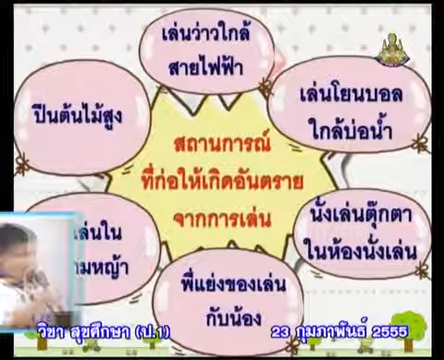 เล่นว่าวใกล้
สายไฟฟ้า
ปีนต้นไม้สูง
เล่นโยนบอล
ใกล้บ่อน้ำ
สถานการณ์
ที่ก่อให้เกิดอันตราย
จากการเล่น
เล่นใน
มหญ้า
นั่งเล่นตุ๊กตา
ในห้องนั่งเล่น
พี่แย่งของเล่น
กับน้อง
วิชา สุขศึกษา (ป.1)
23 กุมภาพันธ์ 2555